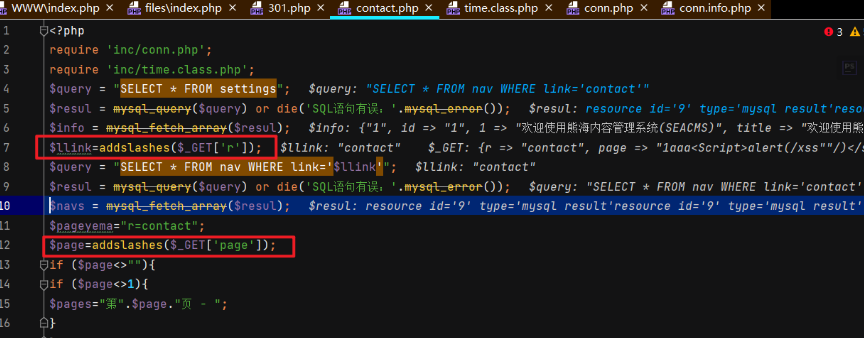 WWW\index.php × files\index.php × 301.php × contact.php × time.class.php × conn.php × conn.info.php ×
1 <?php 3
2 require 'inc/conn.php';
3 require 'inc/time.class.php';
4 $query = "SELECT * FROM settings"; $query: "SELECT * FROM nav WHERE link='contact'"
5 $resul = mysql_query($query) or die('SQL语句有误：'.mysql_error()); $resul: resource id='9' type='mysql result'resource
6 $info = mysql_fetch_array($resul); $info: {"1", id => "1", 1 => "欢迎使用熊海内容管理系统(SEACMS)", title => "欢迎使用熊
7 $llink=addslashes($_GET['r']); $llink: "contact" $_GET: {r => "contact", page => "1aaa<Script>alert(/xss""/)</s
8 $query = "SELECT * FROM nav WHERE link='$llink'"; $llink: "contact"
9 $resul = mysql_query($query) or die('SQL语句有误：'.mysql_error()); $query: "SELECT * FROM nav WHERE link='contact'
10 $navs = mysql_fetch_array($resul); $resul: resource id='9' type='mysql result'resource id='9' type='mysql result'
11 $pageyema="r=contact";
12 $page=addslashes($_GET['page']);
13 if ($page<>""){
14 if ($page<>1){
15 $pages="第".$page."页 - ";
16 }